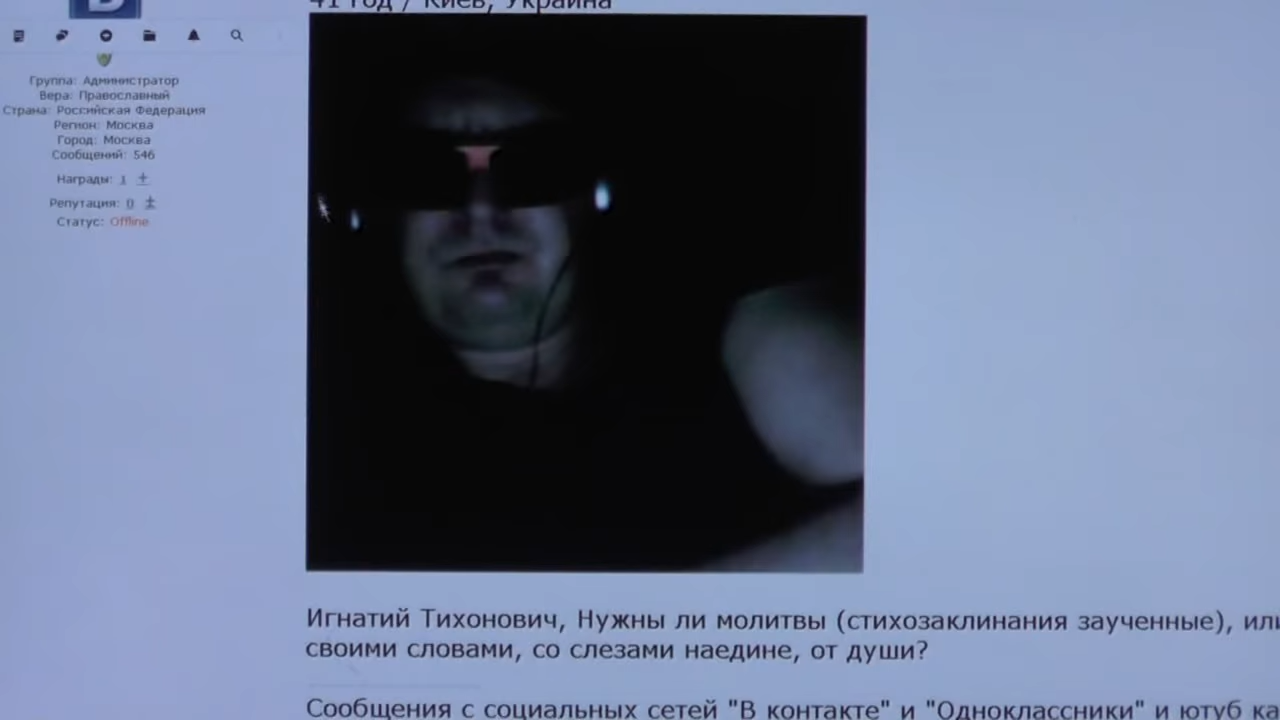 41 год / Киев, Украина
Группа: Администратор
Вера: Православный
Страна: Российская Федерация
Регион: Москва
Город: Москва
Сообщений: 546
Награды: 1 +
Репутация: 0 ±
Статус: Offline
Игнатий Тихонович, Нужны ли молитвы (стихозаклинания заученные), или
своими словами, со слезами наедине, от души?
Сообщения с социальных сетей "В контакте" и "Одноклассники" и ютуб ка